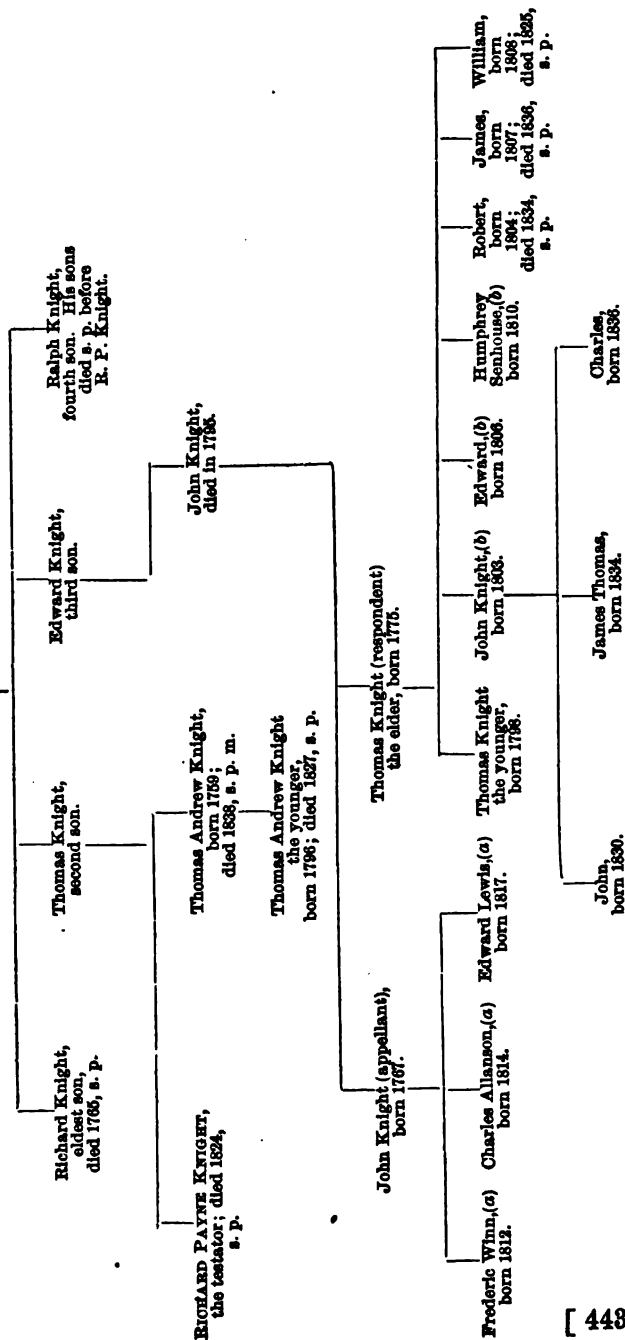 Richard Knight,
eldest son,
died 1765, s. p.
Thomas Knight,
second son.
Edward Knight,
third son.
Ralph Knight,
fourth son. His sons
died s. p. before
R. P. Knight.
RICHARD PAYNE KNIGHT,
the testator; died 1824,
s. p.
Thomas Andrew Knight,
born 1759;
died 1838, s. p. m.
John Knight,
died in 1795.
Thomas Andrew Knight
the younger,
born 1796; died 1827, s. p.
John Knight (appellant),
born 1767.
Thomas Knight (respondent)
the elder, born 1775.
Frederic Winn,(a)
born 1812.
Charles Allanson,(a)
born 1814.
Edward Lewis,(a)
born 1817.
Thomas Knight
the younger,
born 1798.
John Knight,(b)
born 1803.
Edward,(b)
born 1806.
Humphrey
Senhouse,(b)
born 1810.
Robert,
born
1804;
died 1834,
s. p.
James,
born
1807;
died 1836,
s. p.
William,
born
1808;
died 1825,
s. p.
John,
born 1830.
James Thomas,
born 1834.
Charles,
born 1836.
[ 443